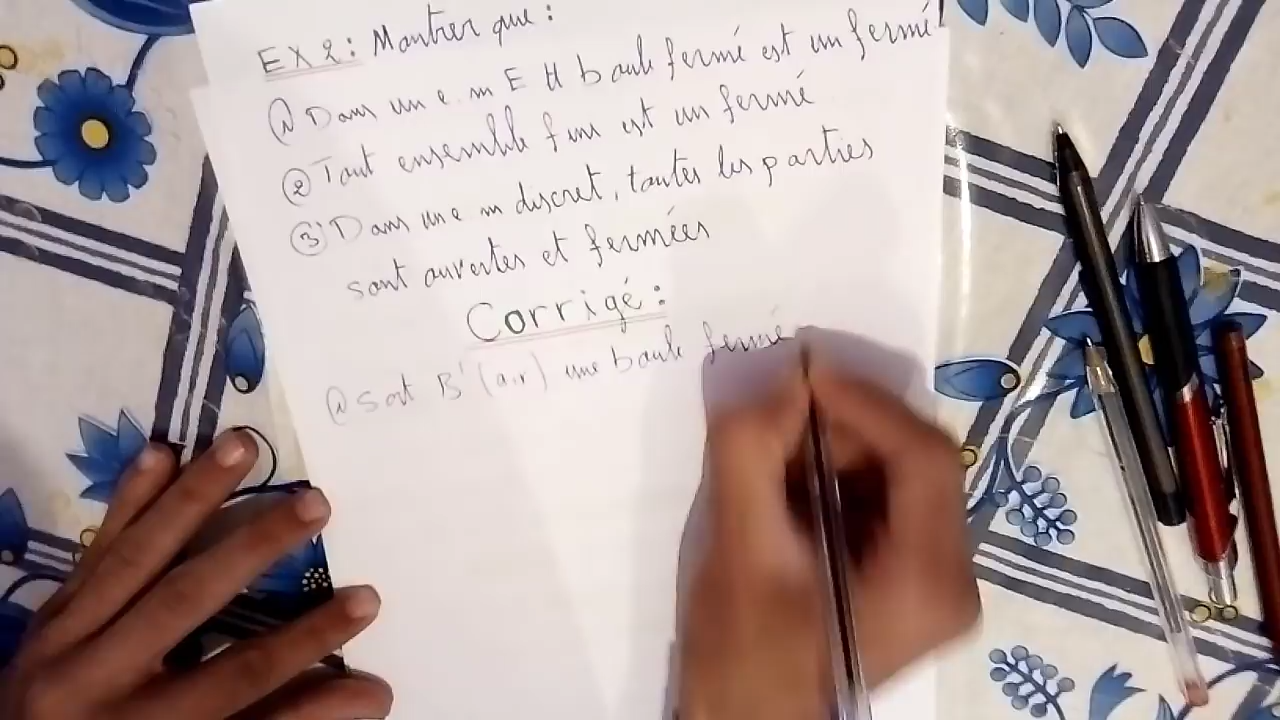 EX 2 : Montrer que :
① Dans un e.m E tt boule fermé est un fermé.
② Tout ensemble fini est un fermé
③ Dans un e m discret, toutes les parties
sont ouvertes et fermées
Corrigé :
① Soit B'(a,r) une boule fermé